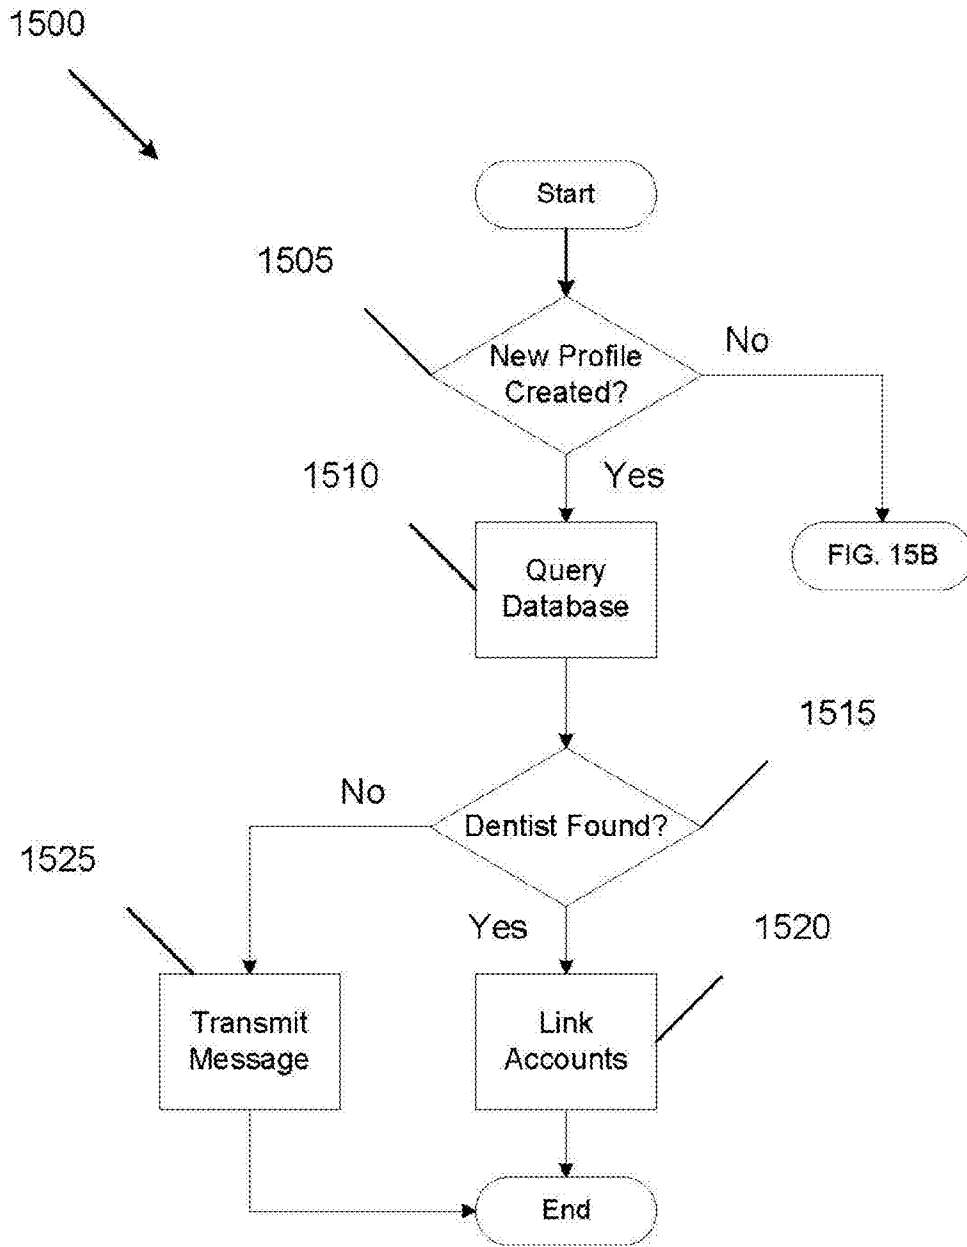 1500
Start
1505
New Profile
Created?
No
1510
Yes
Query
Database
FIG. 15B
1515
No
Dentist Found?
1525
Yes
1520
Transmit
Message
Link
Accounts
End